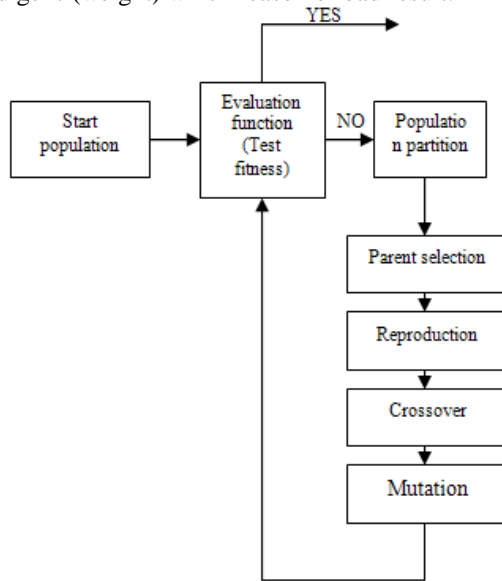 YES
Start
population
Evaluation
function
(Test
fitness)
NO
Populatio
n partition
Parent selection
Reproduction
Crossover
Mutation